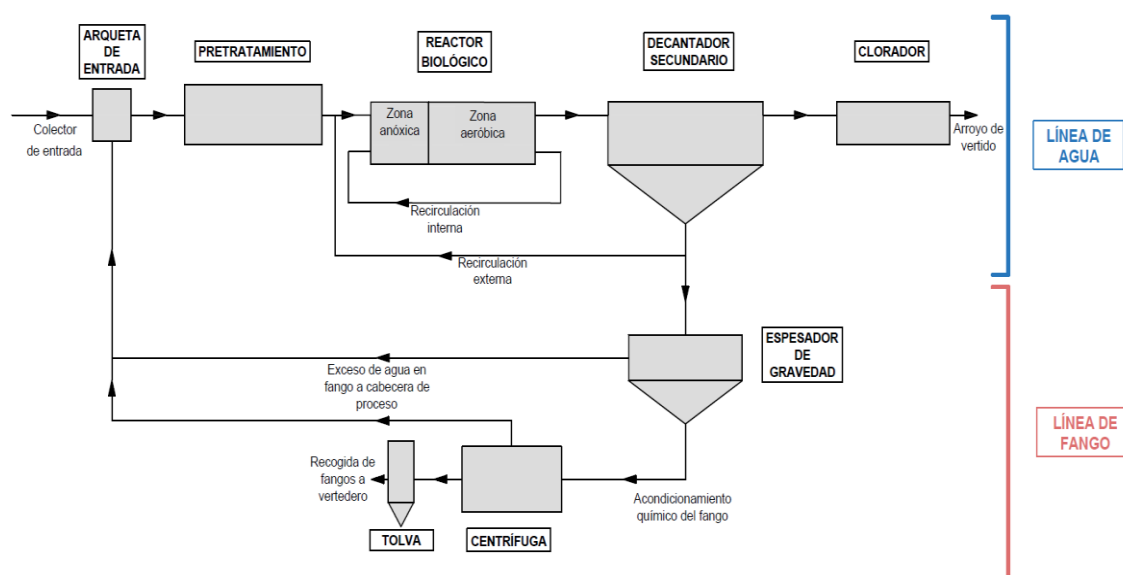 ARQUETA
DE
ENTRADA
PRETRATAMIENTO
REACTOR
BIOLÓGICO
DECANTADOR
SECUNDARIO
CLORADOR
Colector
de entrada
Zona
anóxica
Zona
aeróbica
Arroyo de
vertido
LÍNEA DE
AGUA
Recirculación
interna
Recirculación
externa
ESPESADOR
DE
GRAVEDAD
Exceso de agua en
fango a cabecera de
proceso
LÍNEA DE
FANGO
Recogida de
fangos a
vertedero
Acondicionamiento
químico del fango
TOLVA
CENTRÍFUGA